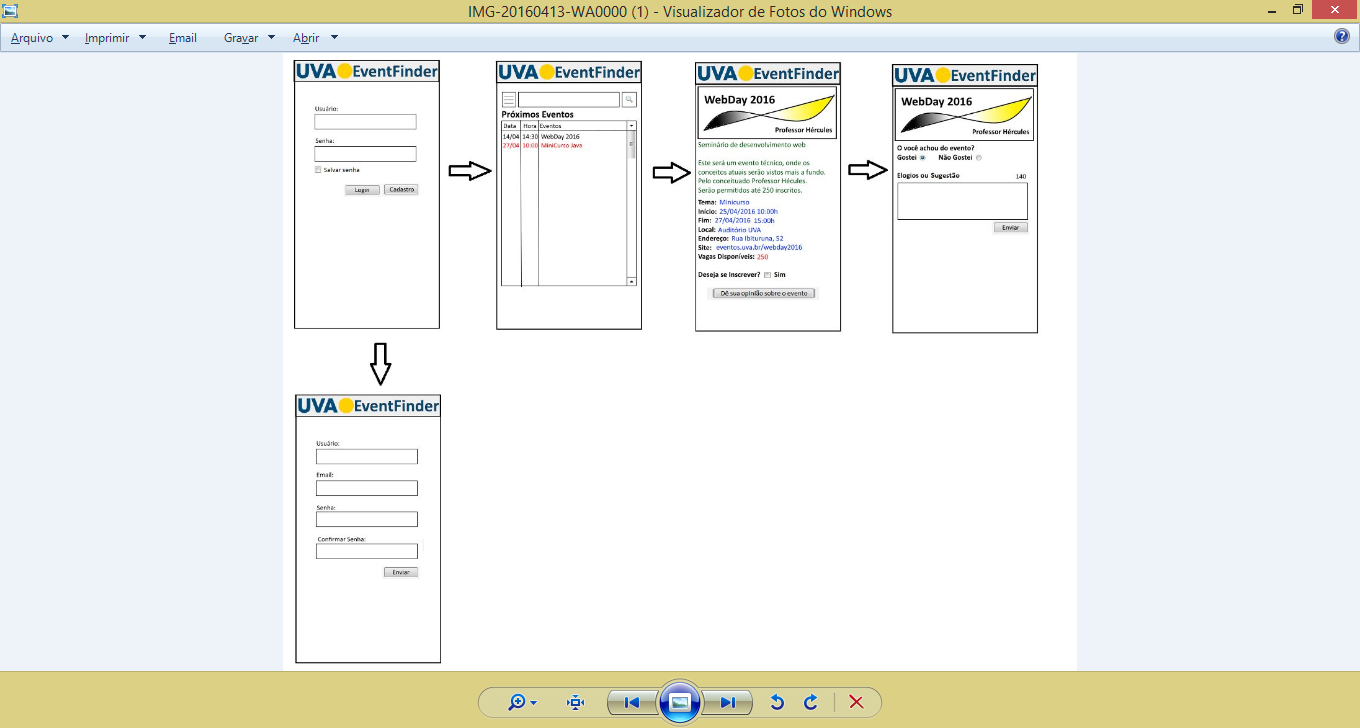 IMG-20160413-WA0000 (1) - Visualizador de Fotos do Windows
Arquivo Imprimir Email Gravar Abrir
UVA EventFinder
Usuário:
Senha:
Salvar senha
Login Cadastro
UVA EventFinder
Próximos Eventos
Data Hora Eventos
14/04 14:30 WebDay 2016
27/04 10:00 MiniCurso Java
UVA EventFinder
WebDay 2016
Professor Hércules
Seminário de desenvolvimento web
Este será um evento técnico, onde os
conceitos atuais serão vistos mais a fundo.
Pelo conceituado Professor Hécules.
Serão permitidos até 250 inscritos.
Tema: Minicurso
Início: 25/04/2016 10:00h
Fim: 27/04/2016 15:00h
Local: Auditório UVA
Endereço: Rua Ibituruna, 52
Site: eventos.uva.br/webday2016
Vagas Disponíveis: 250
Deseja se Inscrever? Sim
Dê sua opinião sobre o evento
UVA EventFinder
WebDay 2016
Professor Hércules
O você achou do evento?
Gostei Não Gostei
Elogios ou Sugestão 140
Enviar
UVA EventFinder
Usuário:
Email:
Senha:
Confirmar Senha:
Enviar